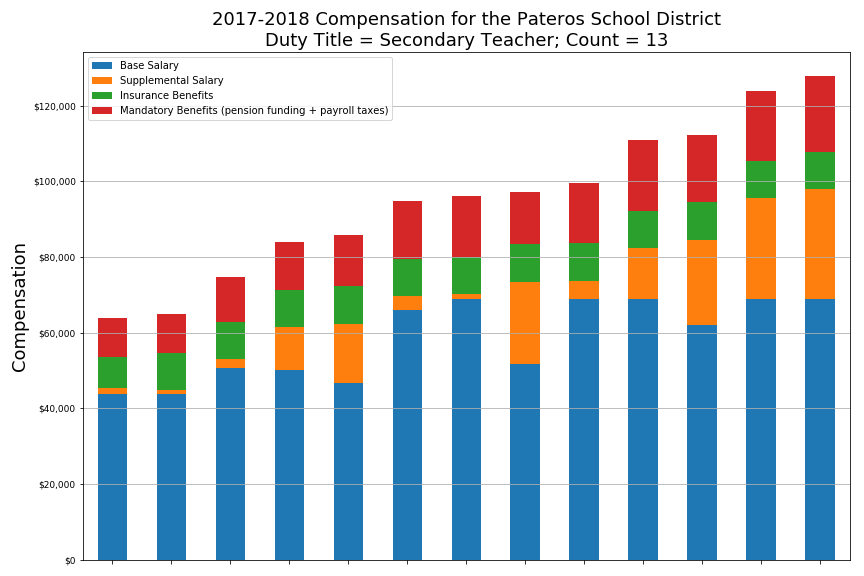 2017-2018 Compensation for the Pateros School District
Duty Title = Secondary Teacher; Count = 13
Base Salary
Supplemental Salary
Insurance Benefits
Mandatory Benefits (pension funding + payroll taxes)
$120,000
$100,000
$80,000
$60,000
$40,000
$20,000
$0
Compensation